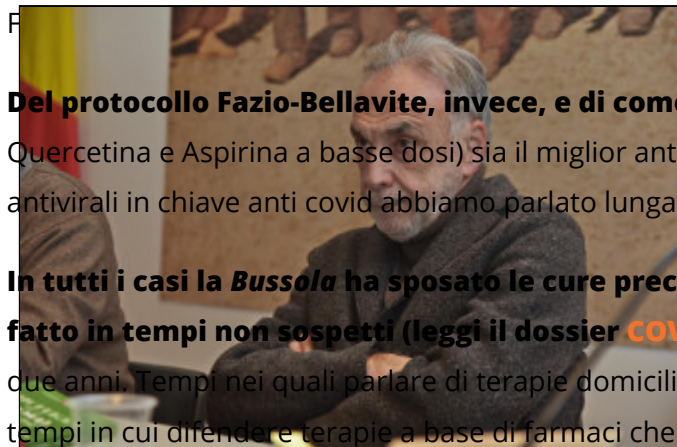 F
Del protocollo Fazio-Bellavite, invece, e di come
Quercetina e Aspirina a basse dosi) sia il miglior ant
antivirali in chiave anti covid abbiamo parlato lunga
In tutti i casi la Bussola ha sposato le cure prec
fatto in tempi non sospetti (leggi il dossier COV
due anni. Tempi nei quali parlare di terapie domicili
tempi in cui difendere terapie a base di farmaci che